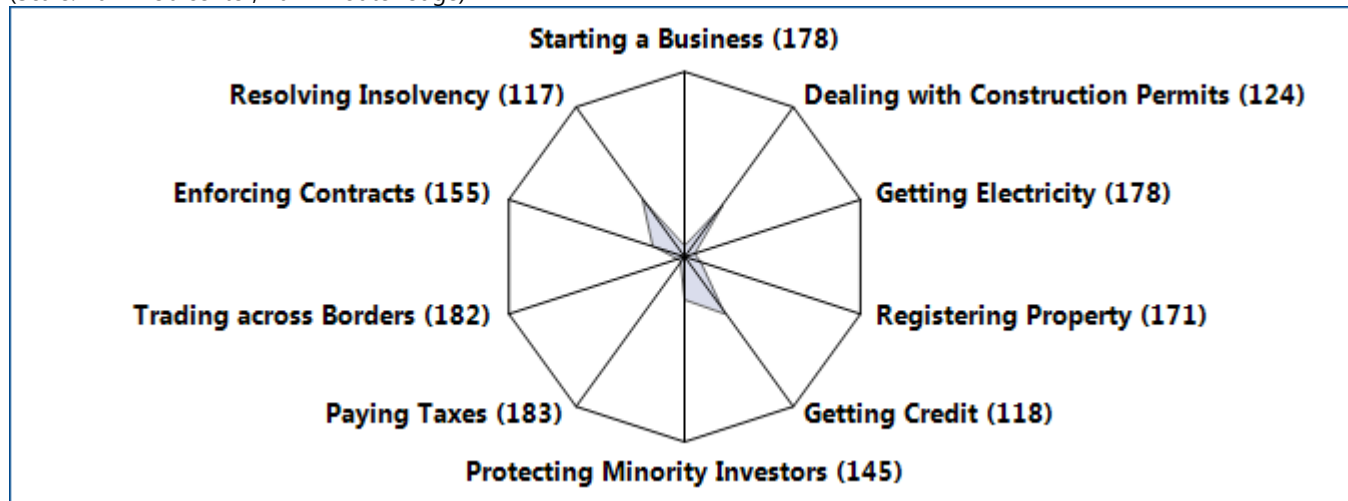 Starting a Business (178)
Resolving Insolvency (117)
Dealing with Construction Permits (124)
Enforcing Contracts (155)
Getting Electricity (178)
Trading across Borders (182)
Registering Property (171)
Paying Taxes (183)
Getting Credit (118)
Protecting Minority Investors (145)